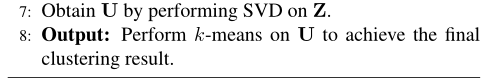 7: Obtain U by performing SVD on Z.
8: Output: Perform k-means on U to achieve the final
clustering result.